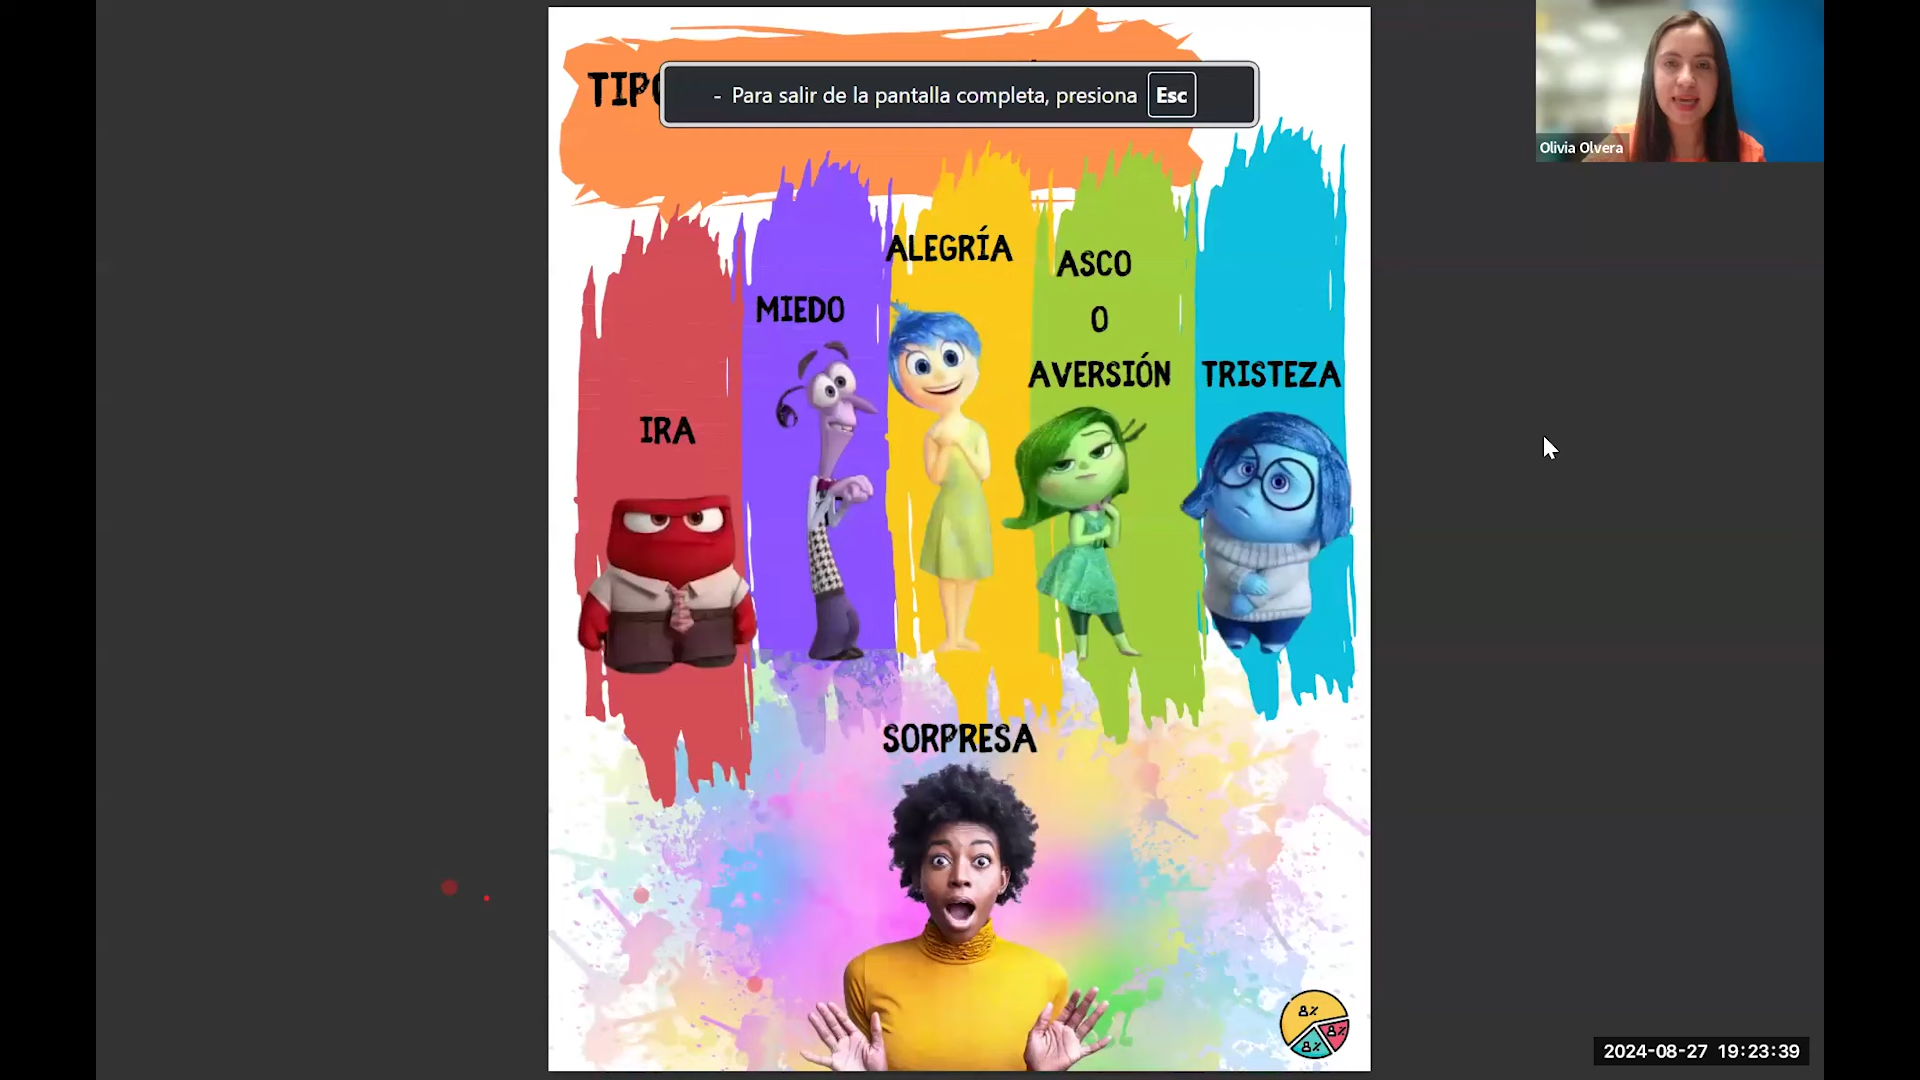 - Para salir de la pantalla completa, presiona Esc
Olivia Olvera
ALEGRÍA
ASCO
O
AVERSIÓN
MIEDO
TRISTEZA
IRA
SORPRESA
2024-08-27 19:23:39